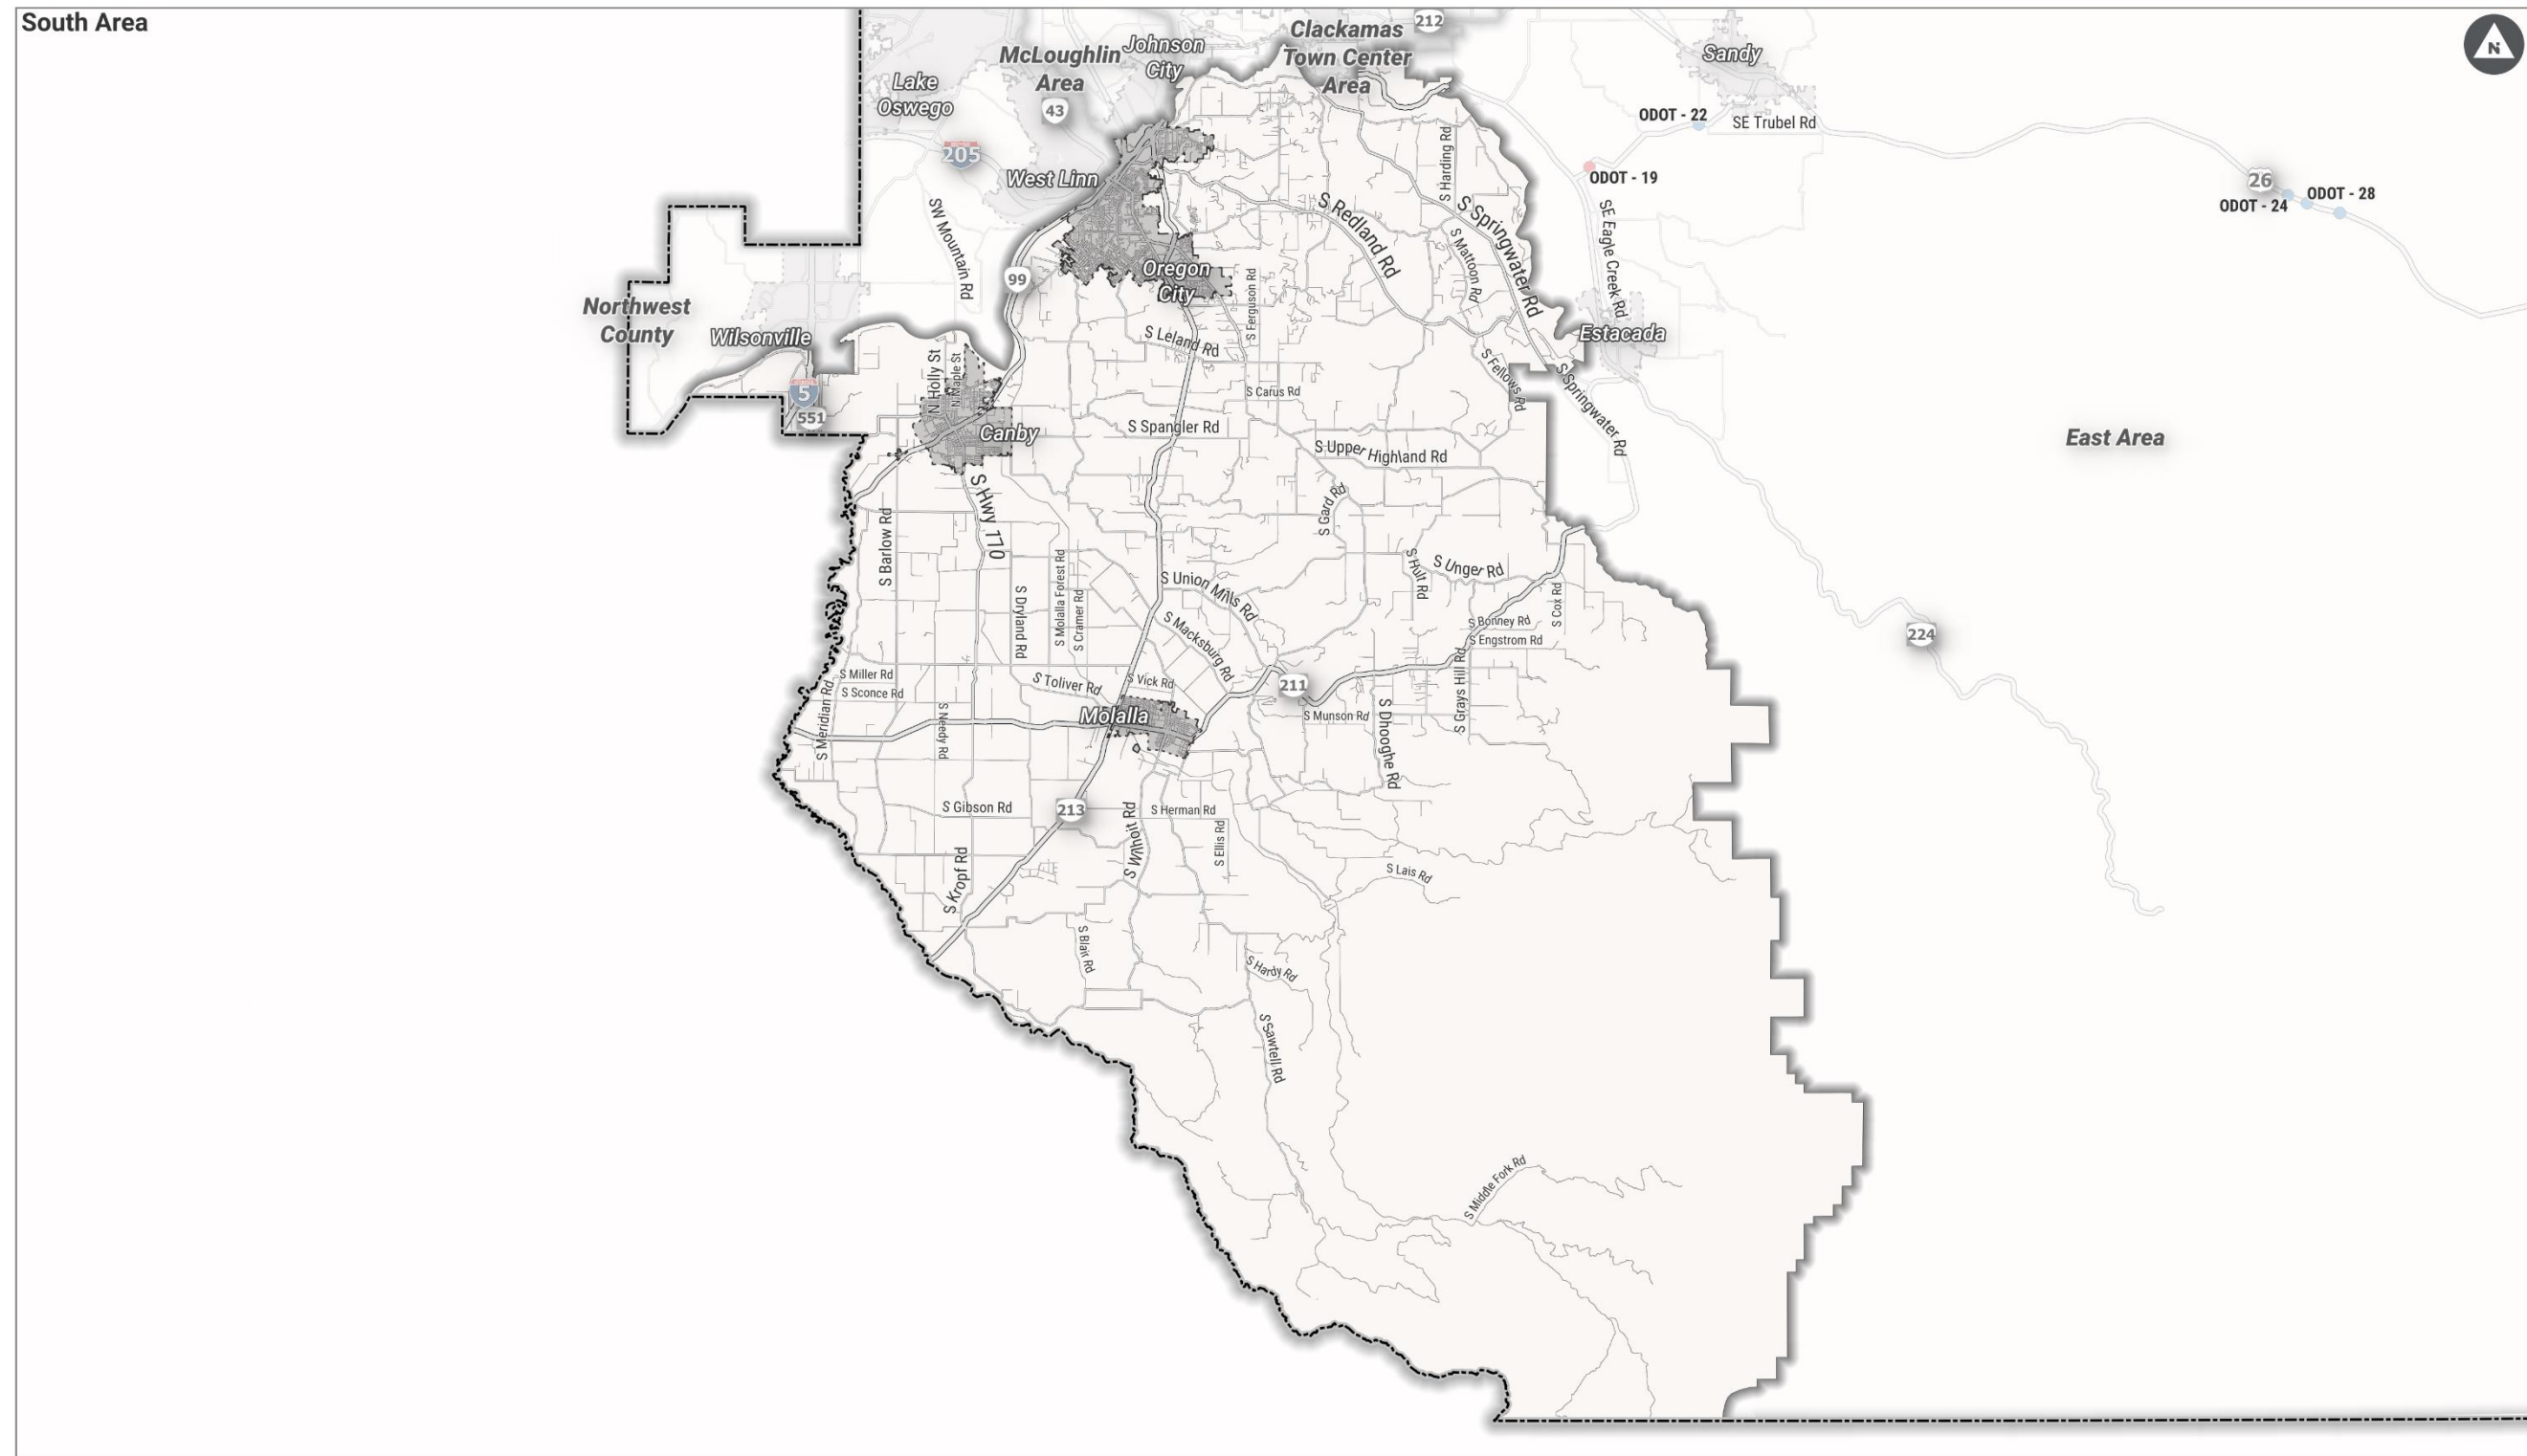 South Area
N
212
Clackamas
Town Center
Area
McLoughlin
Area
Johnson
City
Sandy
Lake
Oswego
43
ODOT - 22
SE Trubel Rd
205
West Linn
S Harding Rd
ODOT - 19
26
ODOT - 28
ODOT - 24
SW Mountain Rd
S Redland Rd
S Springwater Rd
SE Eagle Creek Rd
S Mattoon Rd
Oregon
City
99
S Ferguson Rd
Northwest
County
Wilsonville
S Leland Rd
Estacada
N Holly St
N Maple St
S Fellows Rd
S Springwater Rd
5
551
S Carus Rd
Canby
S Spangler Rd
East Area
S Upper Highland Rd
S Hwy 170
S Gard Rd
S Barlow Rd
S Molalla Forest Rd
S Hult Rd
S Unger Rd
S Union Mills Rd
S Dryland Rd
S Cramer Rd
S Cox Rd
S Macksburg Rd
S Bonney Rd
S Engstrom Rd
224
S Miller Rd
S Sconce Rd
S Toliver Rd
S Vick Rd
211
S Grays Hill Rd
S Meridian Rd
S Needy Rd
Molalla
S Munson Rd
S Dhooghe Rd
S Gibson Rd
213
S Wilhoit Rd
S Herman Rd
S Ellis Rd
S Kropf Rd
S Lais Rd
S Blair Rd
S Hardy Rd
S Sawtell Rd
S Middle Fork Rd